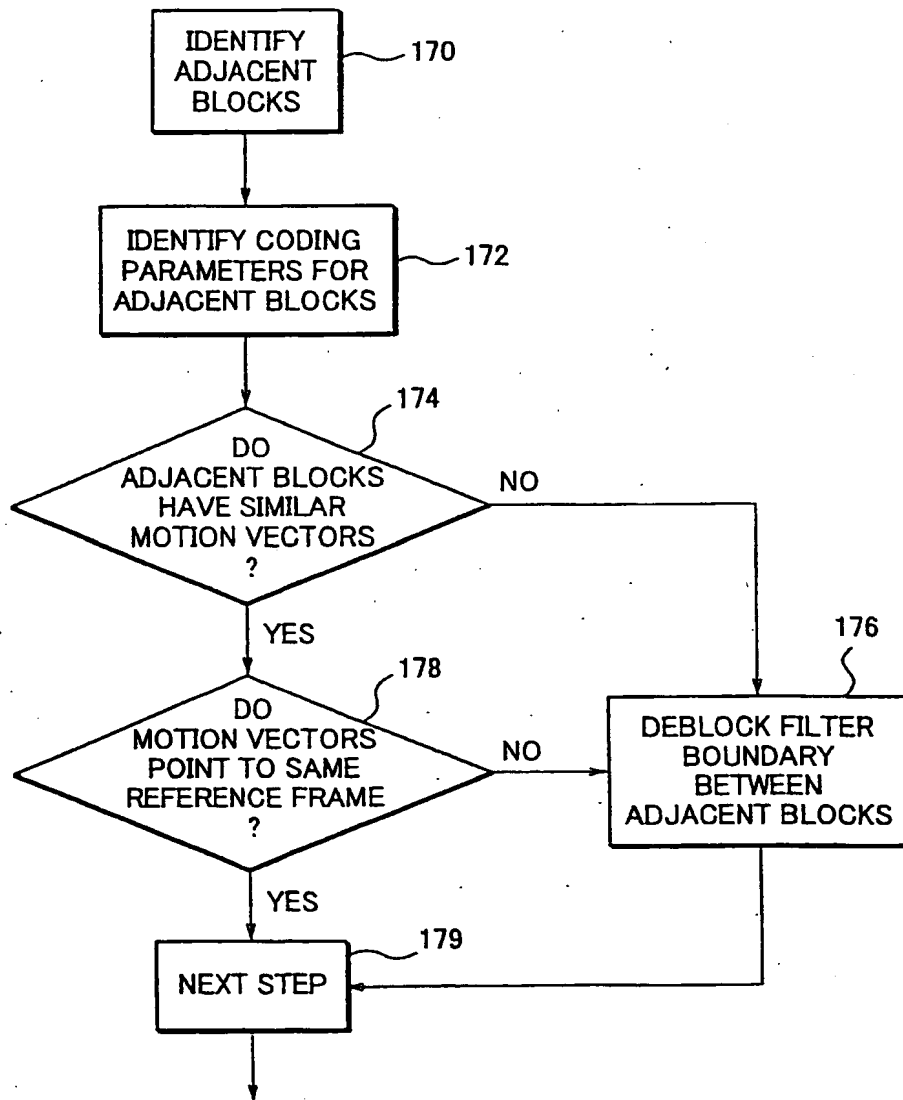 IDENTIFY
ADJACENT
BLOCKS
170
IDENTIFY CODING
PARAMETERS FOR
ADJACENT BLOCKS
172
174
DO
ADJACENT BLOCKS
HAVE SIMILAR
MOTION VECTORS
?
NO
YES
178
DO
MOTION VECTORS
POINT TO SAME
REFERENCE FRAME
?
NO
176
DEBLOCK FILTER
BOUNDARY
BETWEEN
ADJACENT BLOCKS
YES
179
NEXT STEP